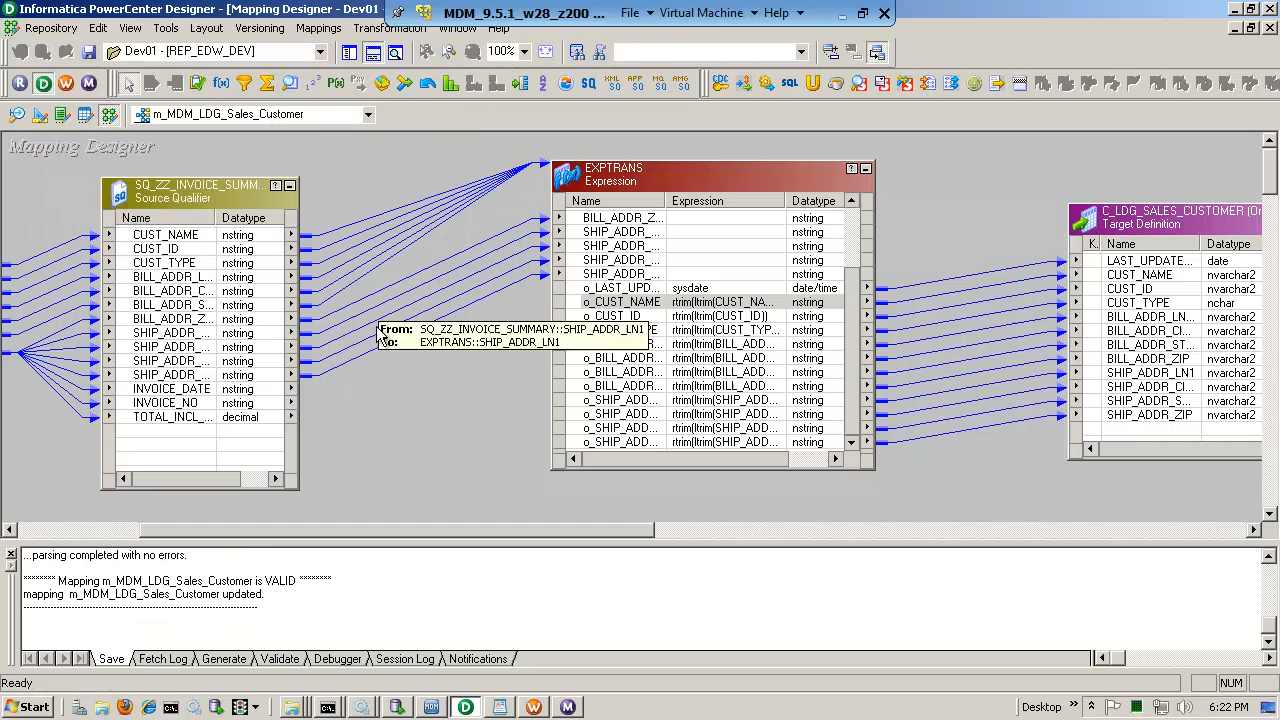 Informatica PowerCenter Designer - [Mapping Designer - Dev01
MDM_9.5.1_w28_z200 ...
File
Virtual Machine
Help
Repository Edit View Tools Layout Versioning Mappings Transformation Window Help
Dev01 - [REP_EDW_DEV]
100%
m_MDM_LDG_Sales_Customer
Mapping Designer
SQ_ZZ_INVOICE_SUMM...
Source Qualifier
Name Datatype
CUST_NAME nstring
CUST_ID nstring
CUST_TYPE nstring
BILL_ADDR_L... nstring
BILL_ADDR_C... nstring
BILL_ADDR_S... nstring
BILL_ADDR_Z... nstring
SHIP_ADDR_... nstring
SHIP_ADDR_... nstring
SHIP_ADDR_... nstring
SHIP_ADDR_... nstring
INVOICE_DATE nstring
INVOICE_NO nstring
TOTAL_INCL_... decimal
EXPTRANS
Expression
Name Expression Datatype
BILL_ADDR_Z... nstring
SHIP_ADDR_... nstring
SHIP_ADDR_... nstring
SHIP_ADDR_... nstring
SHIP_ADDR_... nstring
o_LAST_UPD... sysdate date/time
o_CUST_NAME rtrim(ltrim(CUST_NA... nstring
o_CUST_ID rtrim(ltrim(CUST_ID)) nstring
rtrim(ltrim(CUST_TYP... nstring
rtrim(ltrim(BILL_ADD... nstring
o_BILL_ADDR... rtrim(ltrim(BILL_ADD... nstring
o_BILL_ADDR... rtrim(ltrim(BILL_ADD... nstring
o_BILL_ADDR... rtrim(ltrim(BILL_ADD... nstring
o_SHIP_ADD... rtrim(ltrim(SHIP_ADD... nstring
o_SHIP_ADD... rtrim(ltrim(SHIP_ADD... nstring
o_SHIP_ADD... rtrim(ltrim(SHIP_ADD... nstring
o_SHIP_ADD... rtrim(ltrim(SHIP_ADD... nstring
From: SQ_ZZ_INVOICE_SUMMARY::SHIP_ADDR_LN1
To: EXPTRANS::SHIP_ADDR_LN1
C_LDG_SALES_CUSTOMER (Or
Target Definition
K. Name Datatype
LAST_UPDATE... date
CUST_NAME nvarchar2
CUST_ID nvarchar2
CUST_TYPE nchar
BILL_ADDR_LN... nvarchar2
BILL_ADDR_CI... nvarchar2
BILL_ADDR_ST... nvarchar2
BILL_ADDR_ZIP nvarchar2
SHIP_ADDR_LN1 nvarchar2
SHIP_ADDR_CI... nvarchar2
SHIP_ADDR_S... nvarchar2
SHIP_ADDR_ZIP nvarchar2
...parsing completed with no errors.
******* Mapping m_MDM_LDG_Sales_Customer is VALID *******
mapping m_MDM_LDG_Sales_Customer updated.
Save Fetch Log Generate Validate Debugger Session Log Notifications
Ready
NUM
Start
Desktop
6:22 PM